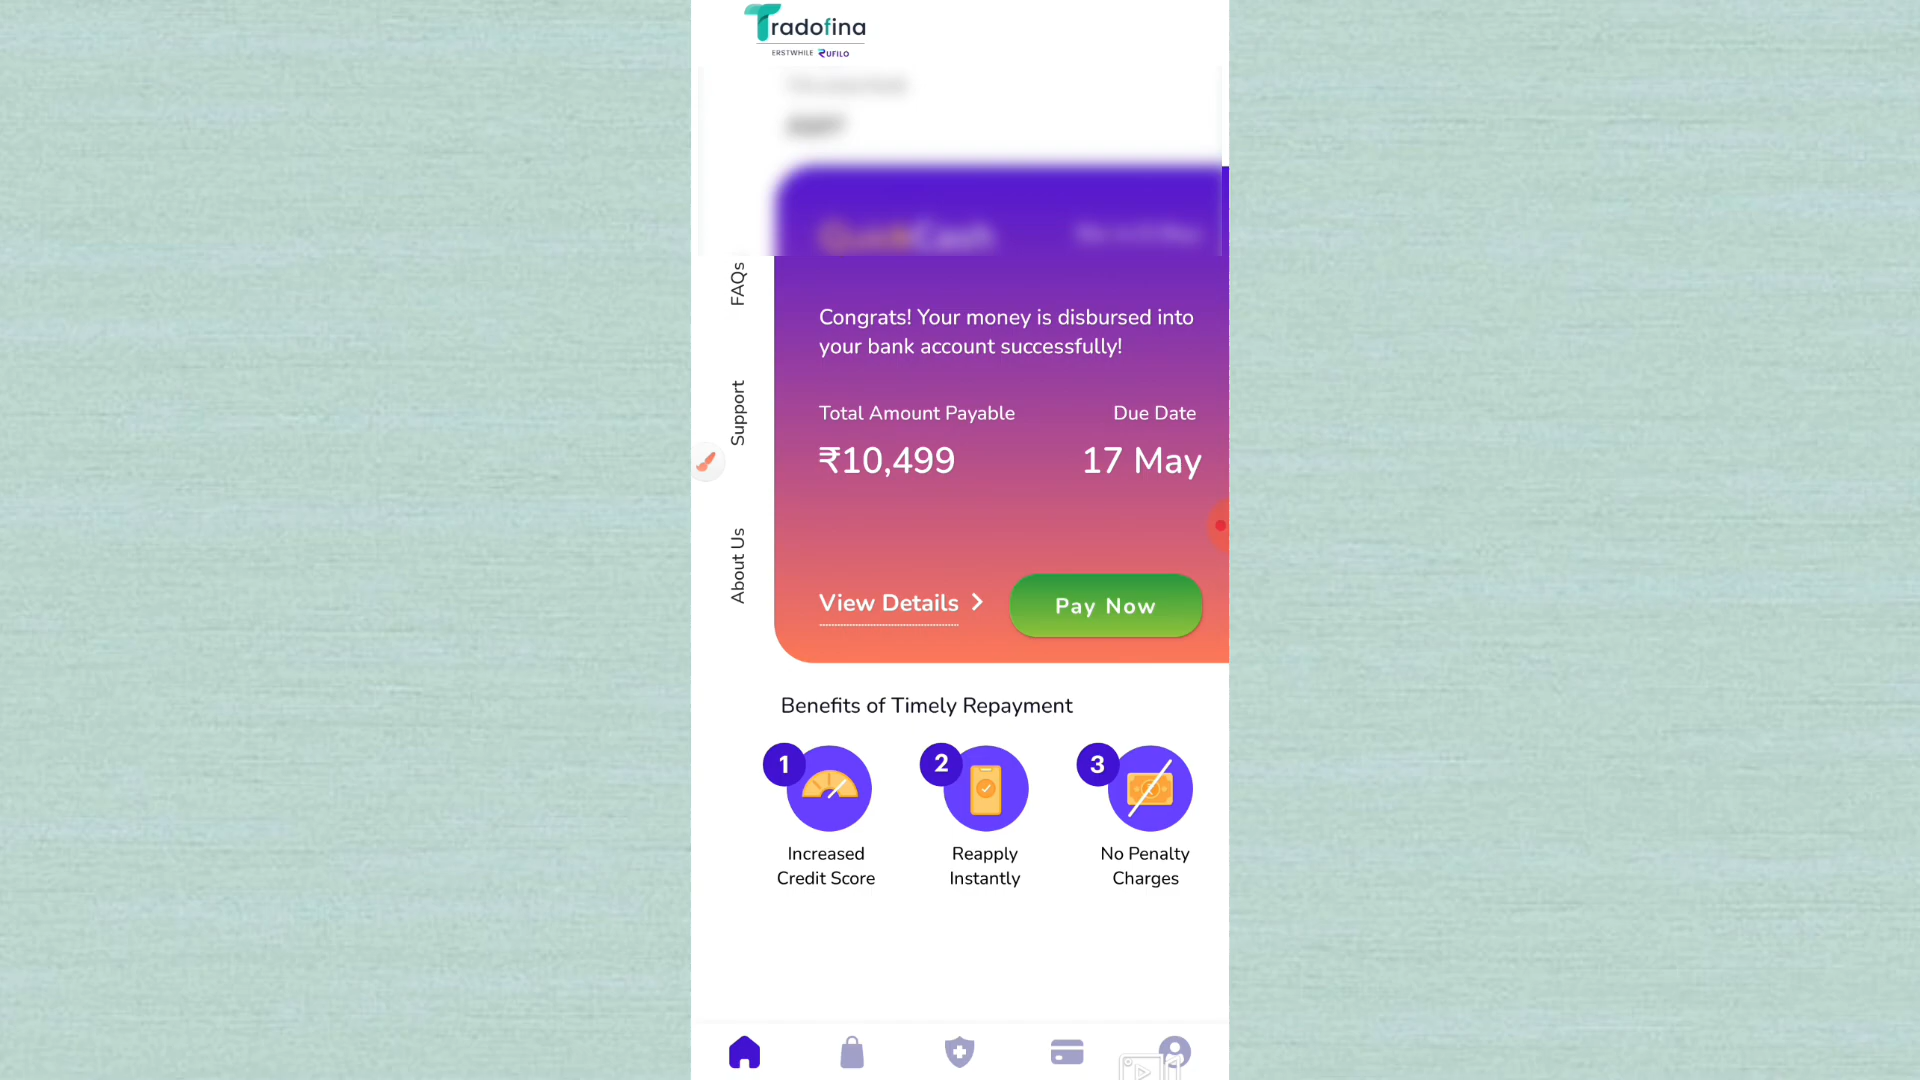 Tradofina
ERSTWHILE RUFILO
FAQs
Support
About Us
QuickCash
Congrats! Your money is disbursed into
your bank account successfully!
Total Amount Payable
Due Date
₹10,499
17 May
View Details
Pay Now
Benefits of Timely Repayment
1
2
3
Increased
Credit Score
Reapply
Instantly
No Penalty
Charges